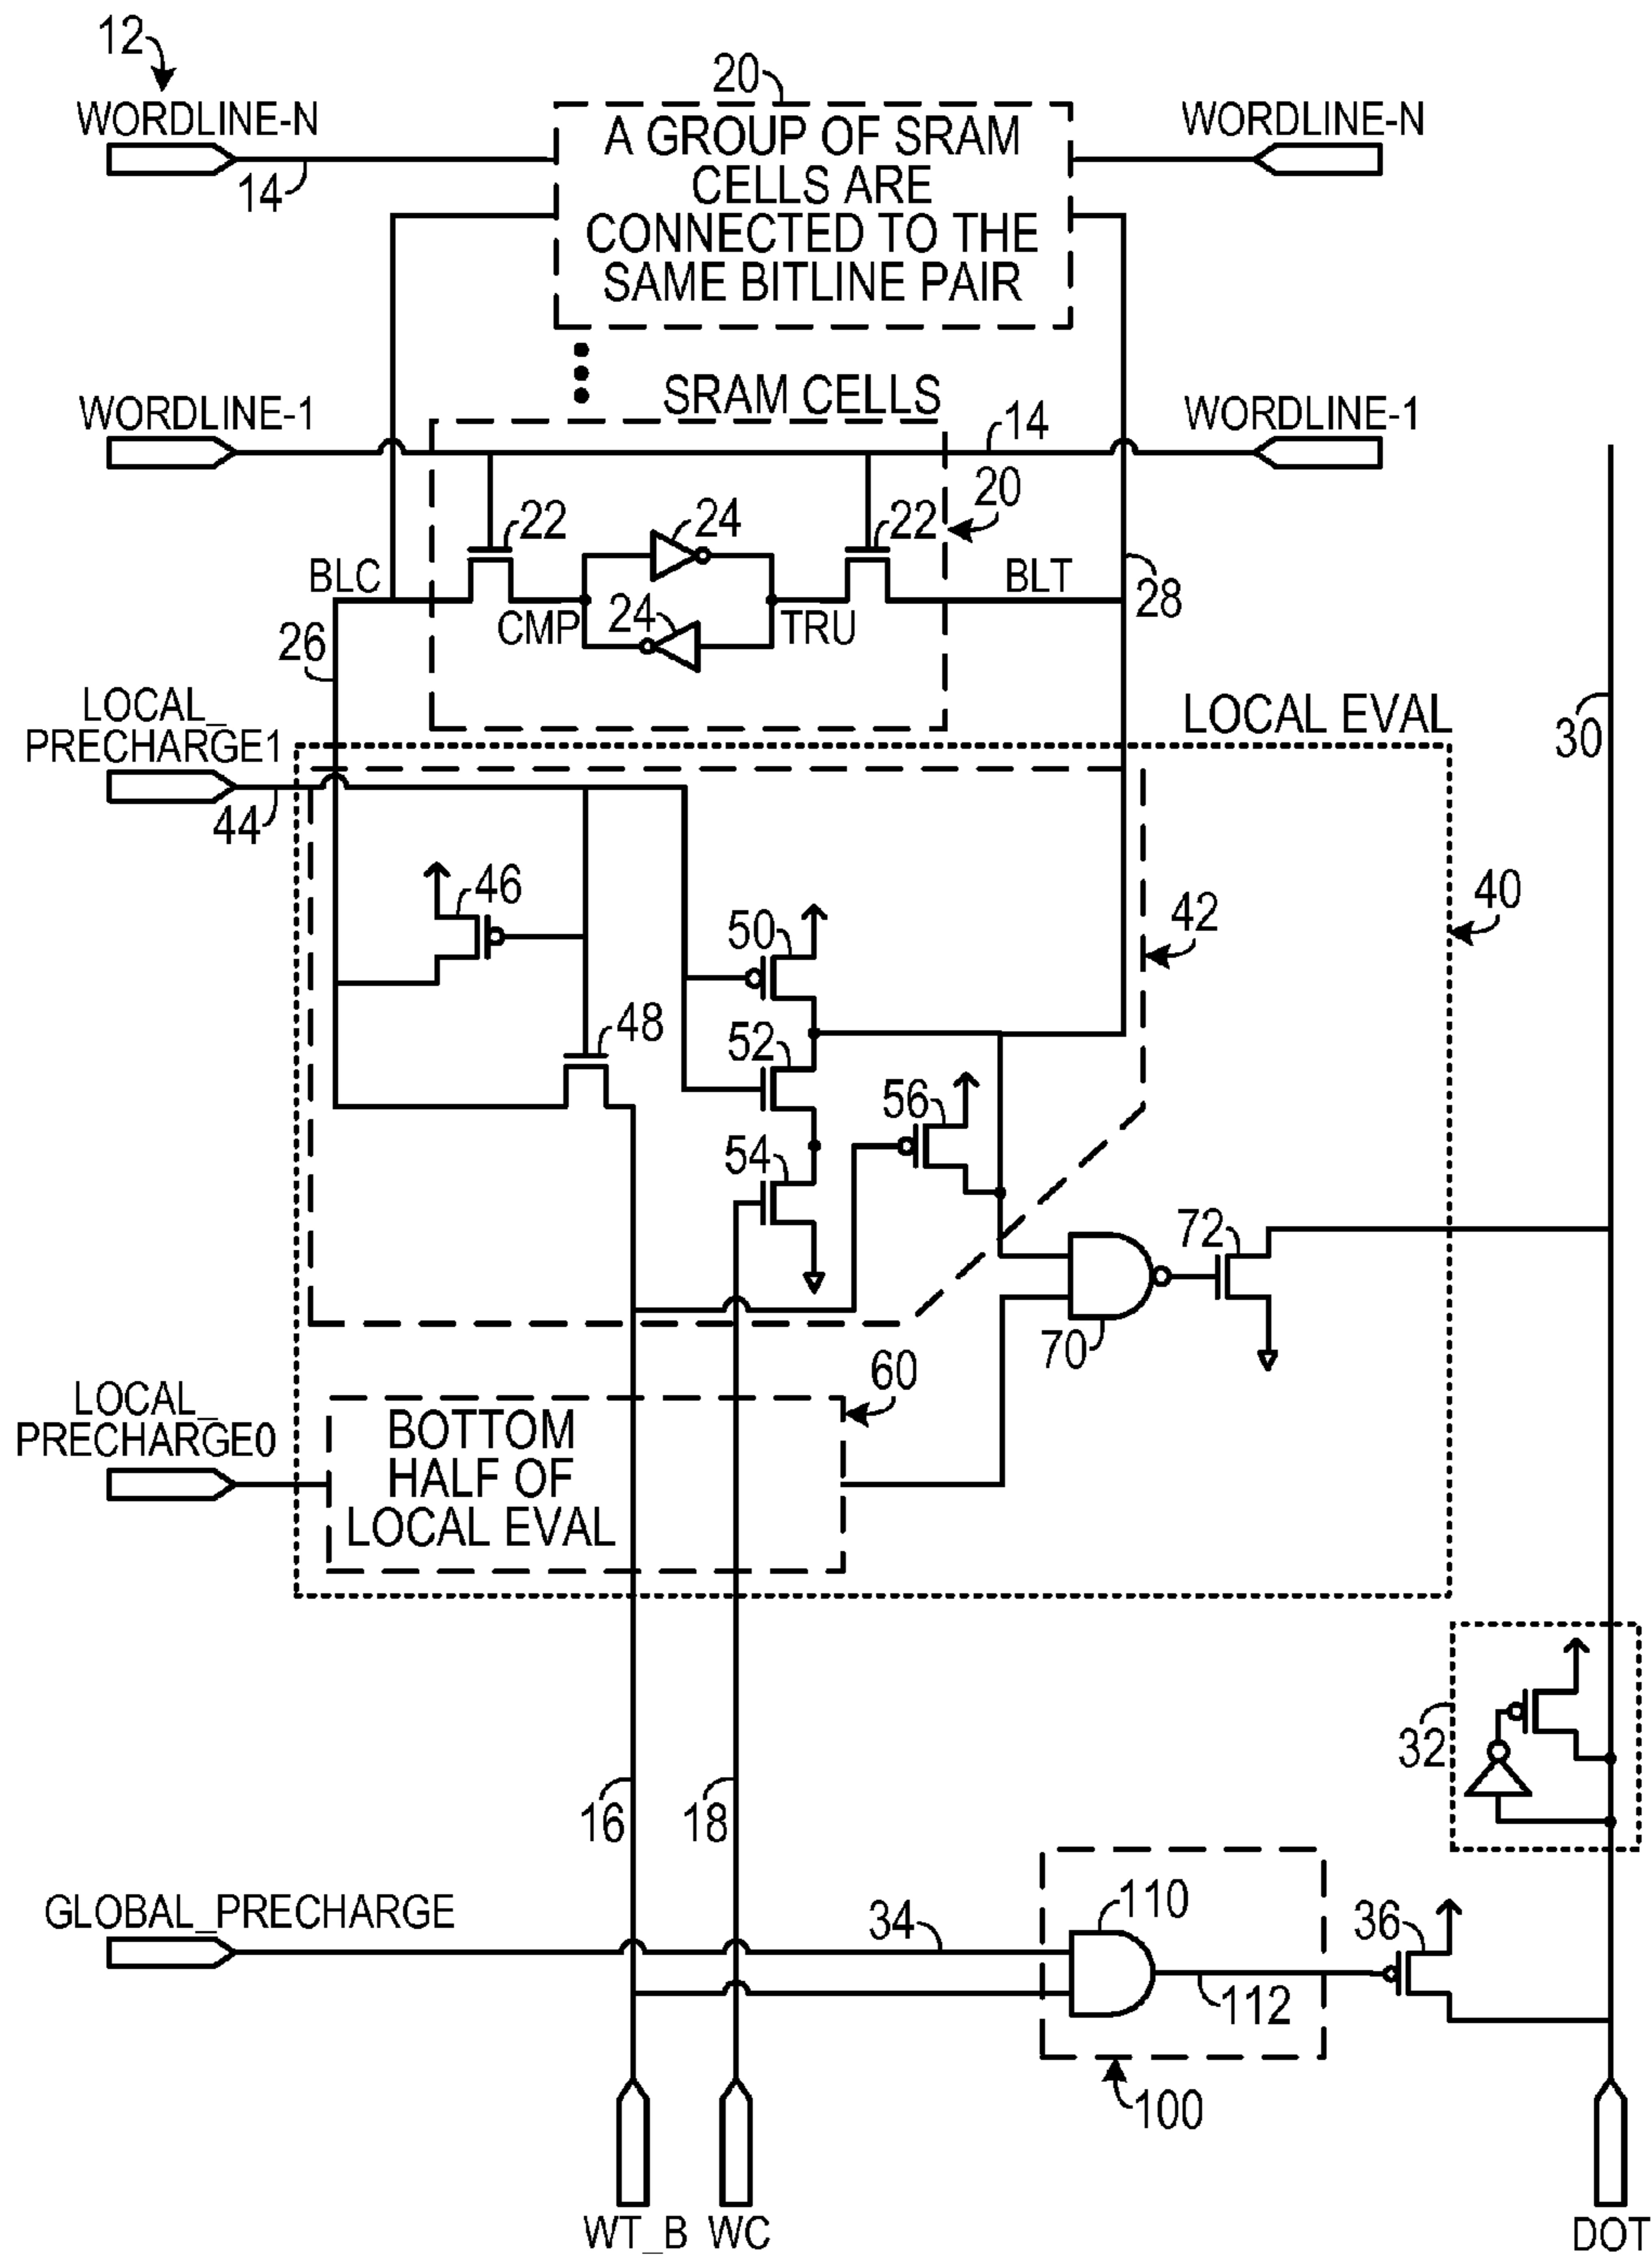 12
WORDLINE-N
14
20
A GROUP OF SRAM
CELLS ARE
CONNECTED TO THE
SAME BITLINE PAIR
WORDLINE-N
SRAM CELLS
WORDLINE-1
14
WORDLINE-1
20
22
24
22
BLC
BLT
28
CMP
24
TRU
26
LOCAL_
PRECHARGE1
LOCAL EVAL
30
44
46
50
42
40
48
52
56
54
72
70
60
LOCAL_
PRECHARGE0
BOTTOM
HALF OF
LOCAL EVAL
32
16
18
GLOBAL_PRECHARGE
34
110
36
112
100
WT_B
WC
DOT